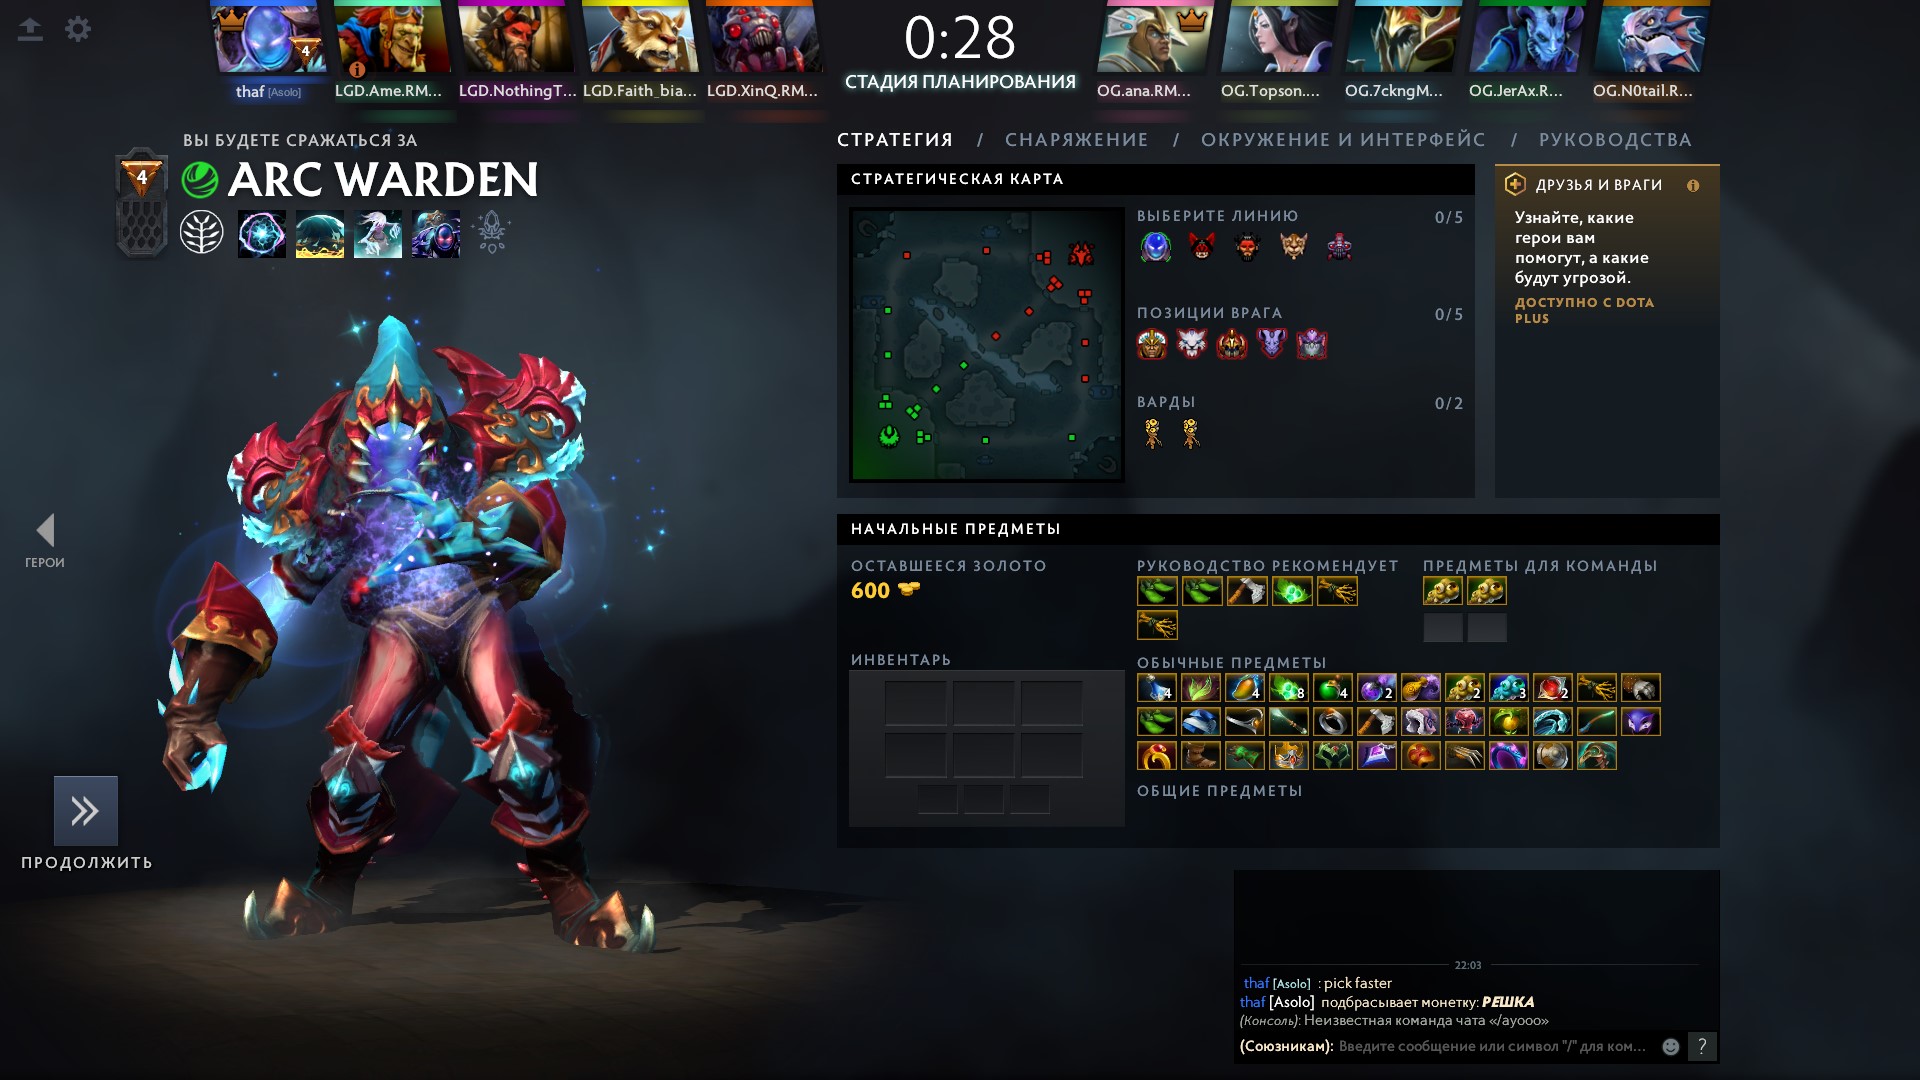 0:28
СТАДИЯ ПЛАНИРОВАНИЯ
4
thaf [Asolo]
LGD.Ame.RM...
LGD.NothingT...
LGD.Faith_bia...
LGD.XinQ.RM...
OG.ana.RM...
OG.Topson....
OG.7ckngM...
OG.JerAx.R...
OG.N0tail.R...
ВЫ БУДЕТЕ СРАЖАТЬСЯ ЗА
4
ARC WARDEN
СТРАТЕГИЯ / СНАРЯЖЕНИЕ / ОКРУЖЕНИЕ И ИНТЕРФЕЙС / РУКОВОДСТВА
СТРАТЕГИЧЕСКАЯ КАРТА
ВЫБЕРИТЕ ЛИНИЮ 0/5
ПОЗИЦИИ ВРАГА 0/5
ВАРДЫ 0/2
ДРУЗЬЯ И ВРАГИ
Узнайте, какие
герои вам
помогут, а какие
будут угрозой.
ДОСТУПНО С DOTA
PLUS
ГЕРОИ
ПРОДОЛЖИТЬ
НАЧАЛЬНЫЕ ПРЕДМЕТЫ
ОСТАВШЕЕСЯ ЗОЛОТО
600
ИНВЕНТАРЬ
РУКОВОДСТВО РЕКОМЕНДУЕТ
ПРЕДМЕТЫ ДЛЯ КОМАНДЫ
ОБЫЧНЫЕ ПРЕДМЕТЫ
4 4 8 4 2 2 3 2
ОБЩИЕ ПРЕДМЕТЫ
22:03
thaf [Asolo] : pick faster
thaf [Asolo] подбрасывает монетку: РЕШКА
(Консоль): Неизвестная команда чата «/ayooo»
(Союзникам): Введите сообщение или символ "/" для ком...
?